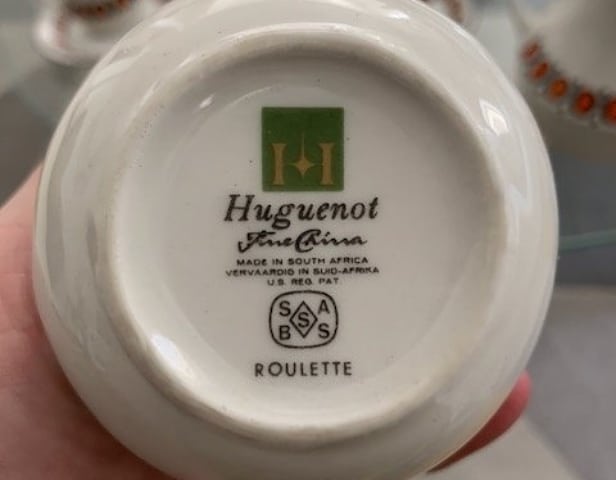 H
Huguenot
Fine China
MADE IN SOUTH AFRICA
VERVAARDIG IN SUID-AFRIKA
U.S. REG. PAT.
S A
S
B S
ROULETTE